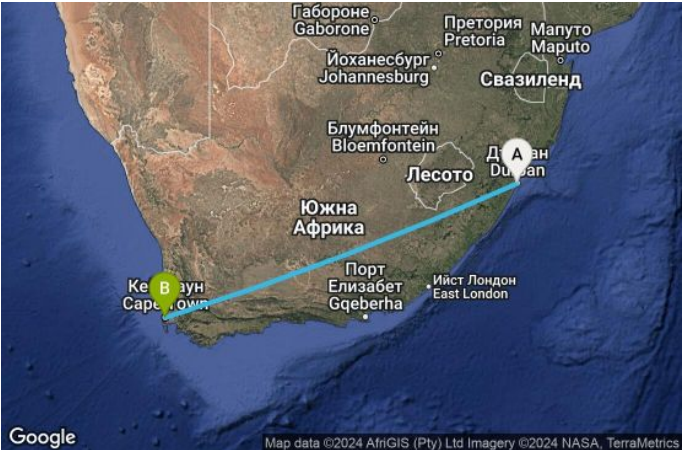 Габороне
Gaborone
Претория
Pretoria
Мапуто
Maputo
Йоханесбург
Johannesburg
Свазиленд
Блумфонтейн
Bloemfontein
A
Лесото
Южна
Африка
Порт
Елизабет
Gqeberha
Ийст Лондон
East London
B
Google
Map data ©2024 AfriGIS (Pty) Ltd Imagery ©2024 NASA, TerraMetrics